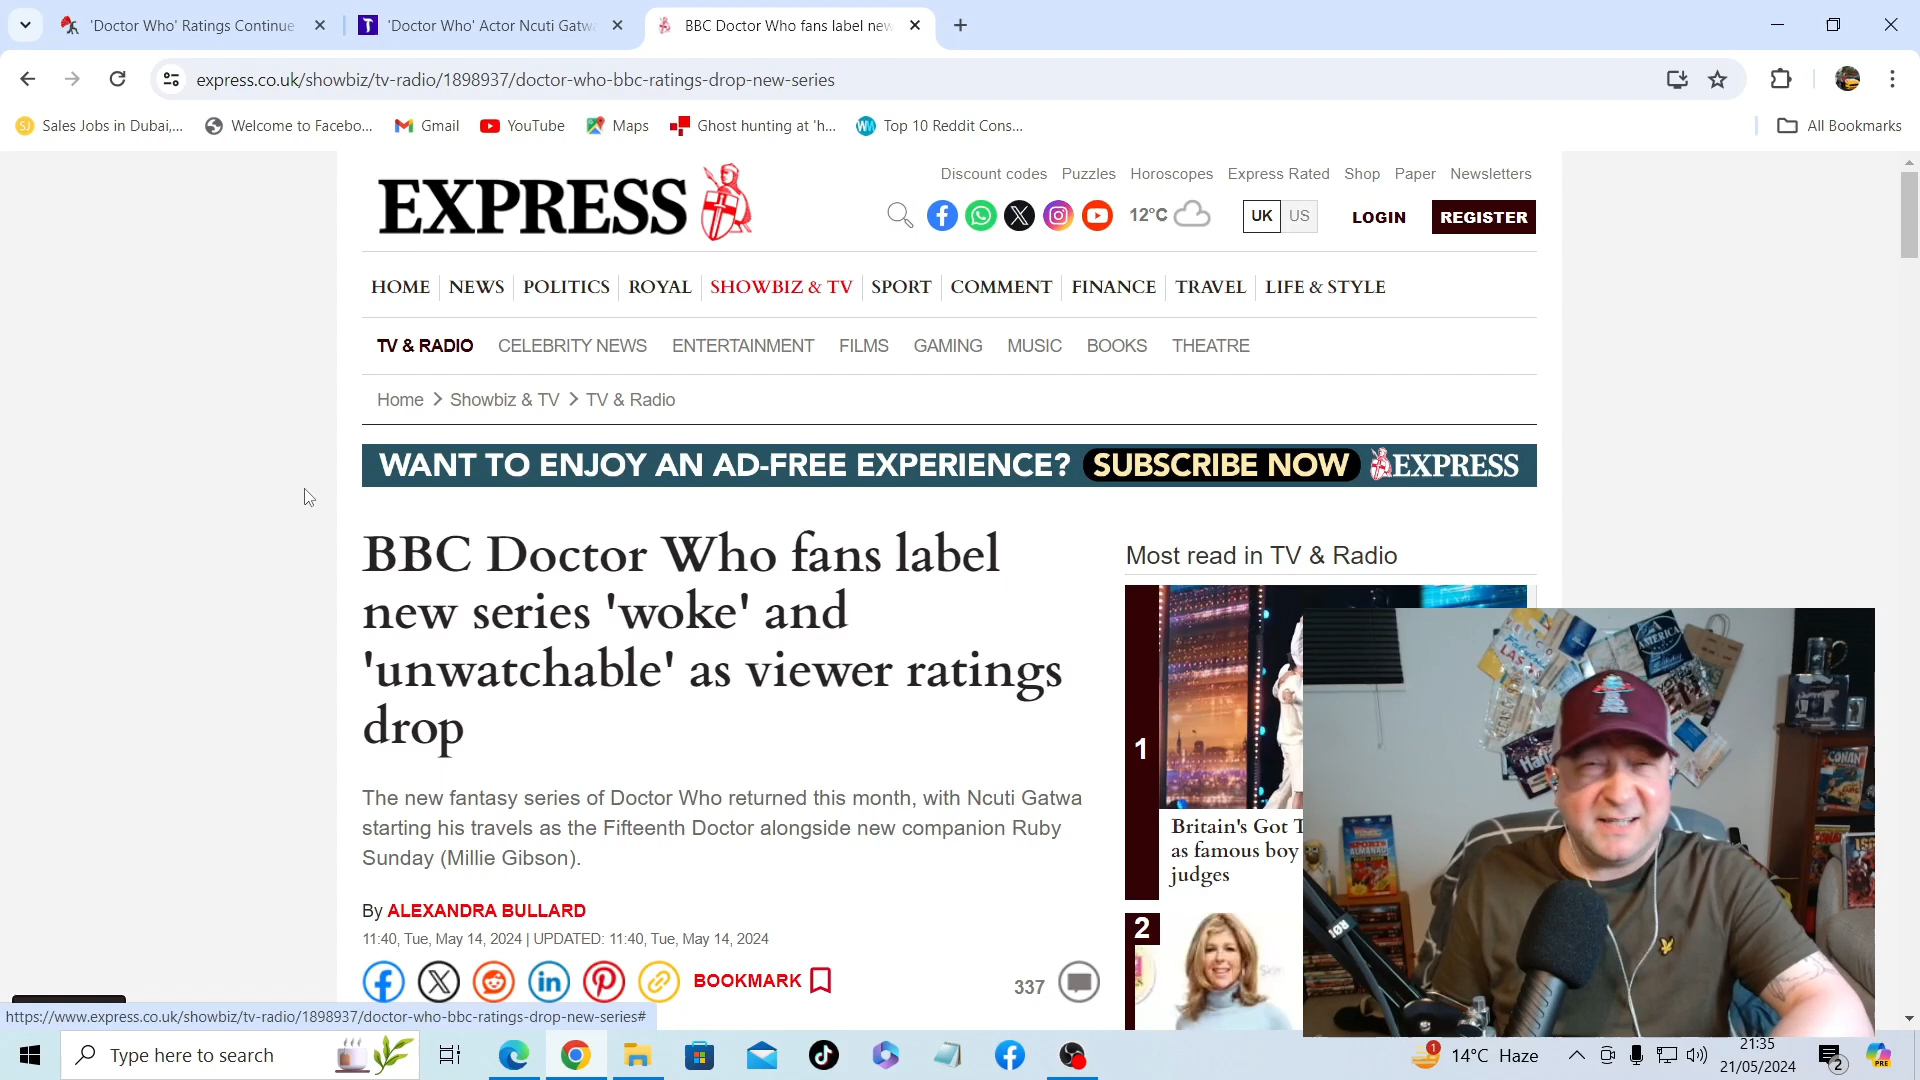 'Doctor Who' Ratings Continue
'Doctor Who' Actor Ncuti Gatw
BBC Doctor Who fans label new
express.co.uk/showbiz/tv-radio/1898937/doctor-who-bbc-ratings-drop-new-series
Sales Jobs in Dubai,... Welcome to Facebo... Gmail YouTube Maps Ghost hunting at 'h... Top 10 Reddit Cons... All Bookmarks
EXPRESS
Discount codes Puzzles Horoscopes Express Rated Shop Paper Newsletters
12°C UK US LOGIN REGISTER
HOME NEWS POLITICS ROYAL SHOWBIZ & TV SPORT COMMENT FINANCE TRAVEL LIFE & STYLE
TV & RADIO CELEBRITY NEWS ENTERTAINMENT FILMS GAMING MUSIC BOOKS THEATRE
Home > Showbiz & TV > TV & Radio
WANT TO ENJOY AN AD-FREE EXPERIENCE? SUBSCRIBE NOW EXPRESS
BBC Doctor Who fans label
new series 'woke' and
'unwatchable' as viewer ratings
drop
The new fantasy series of Doctor Who returned this month, with Ncuti Gatwa
starting his travels as the Fifteenth Doctor alongside new companion Ruby
Sunday (Millie Gibson).
By ALEXANDRA BULLARD
11:40, Tue, May 14, 2024 | UPDATED: 11:40, Tue, May 14, 2024
BOOKMARK
337
Most read in TV & Radio
1
Britain's Got T
as famous boy
judges
2
AMERICA
SPORTS
ALMANAC
CONAN
R01
https://www.express.co.uk/showbiz/tv-radio/1898937/doctor-who-bbc-ratings-drop-new-series#
Type here to search
1
14°C Haze
21:35
21/05/2024
2
PRE